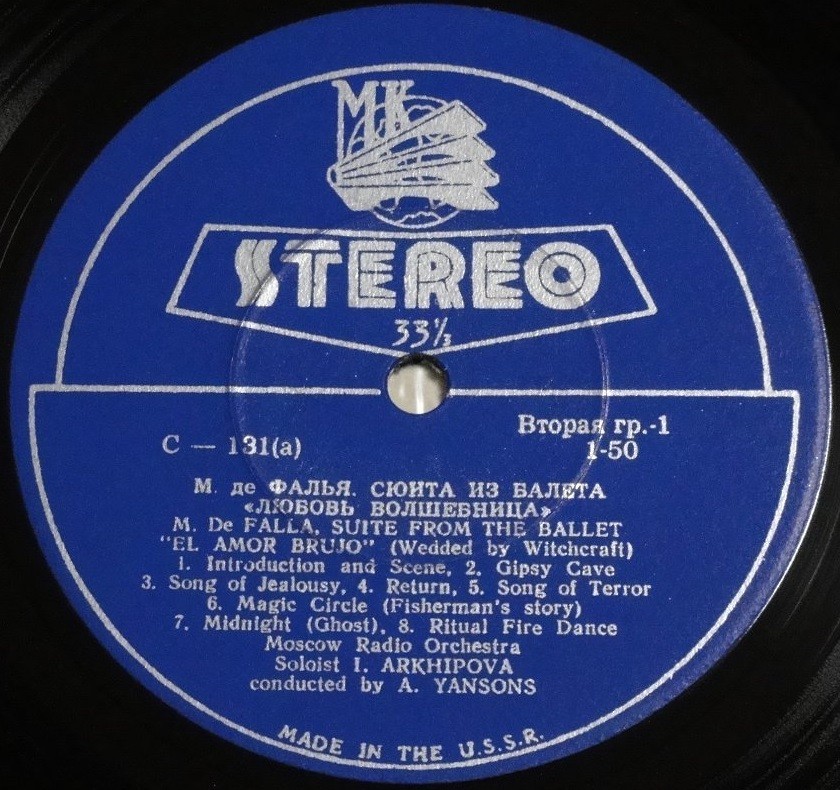 МК
STEREO
33⅓
С — 131(a)
Вторая гр.-1
1-50
М. де ФАЛЬЯ. СЮИТА ИЗ БАЛЕТА
«ЛЮБОВЬ ВОЛШЕБНИЦА»
M. De FALLA, SUITE FROM THE BALLET
"EL AMOR BRUJO" (Wedded by Witchcraft)
1. Introduction and Scene, 2. Gipsy Cave
3. Song of Jealousy, 4. Return, 5. Song of Terror
6. Magic Circle (Fisherman's story)
7. Midnight (Ghost), 8. Ritual Fire Dance
Moscow Radio Orchestra
Soloist I. ARKHIPOVA
conducted by A. YANSONS
MADE IN THE U.S.S.R.